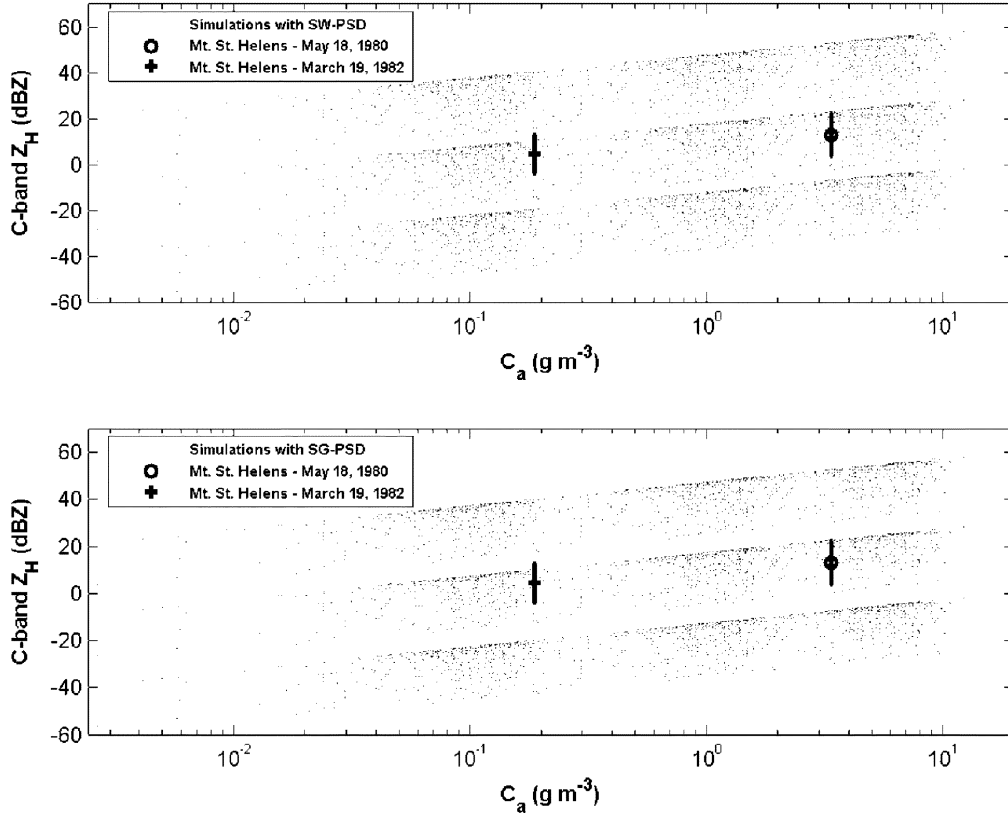 Simulations with SW-PSD
Mt. St. Helens - May 18, 1980
Mt. St. Helens - March 19, 1982
60
40
20
0
-20
-40
-60
C-band Z_H (dBZ)
10^-2
10^-1
10^0
10^1
C_a (g m^-3)
Simulations with SG-PSD
Mt. St. Helens - May 18, 1980
Mt. St. Helens - March 19, 1982
60
40
20
0
-20
-40
-60
C-band Z_H (dBZ)
10^-2
10^-1
10^0
10^1
C_a (g m^-3)